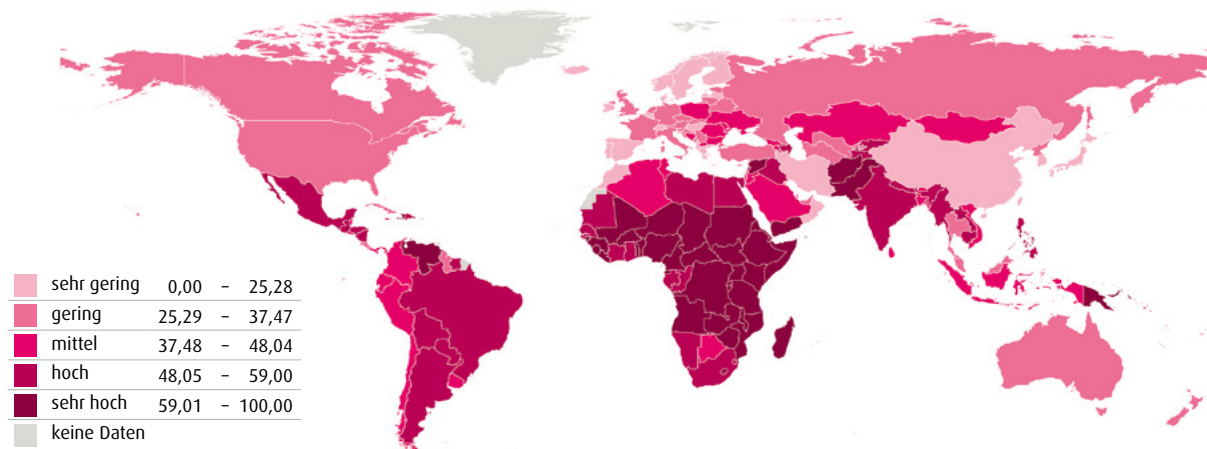 sehr gering 0,00 – 25,28
gering 25,29 – 37,47
mittel 37,48 – 48,04
hoch 48,05 – 59,00
sehr hoch 59,01 – 100,00
keine Daten